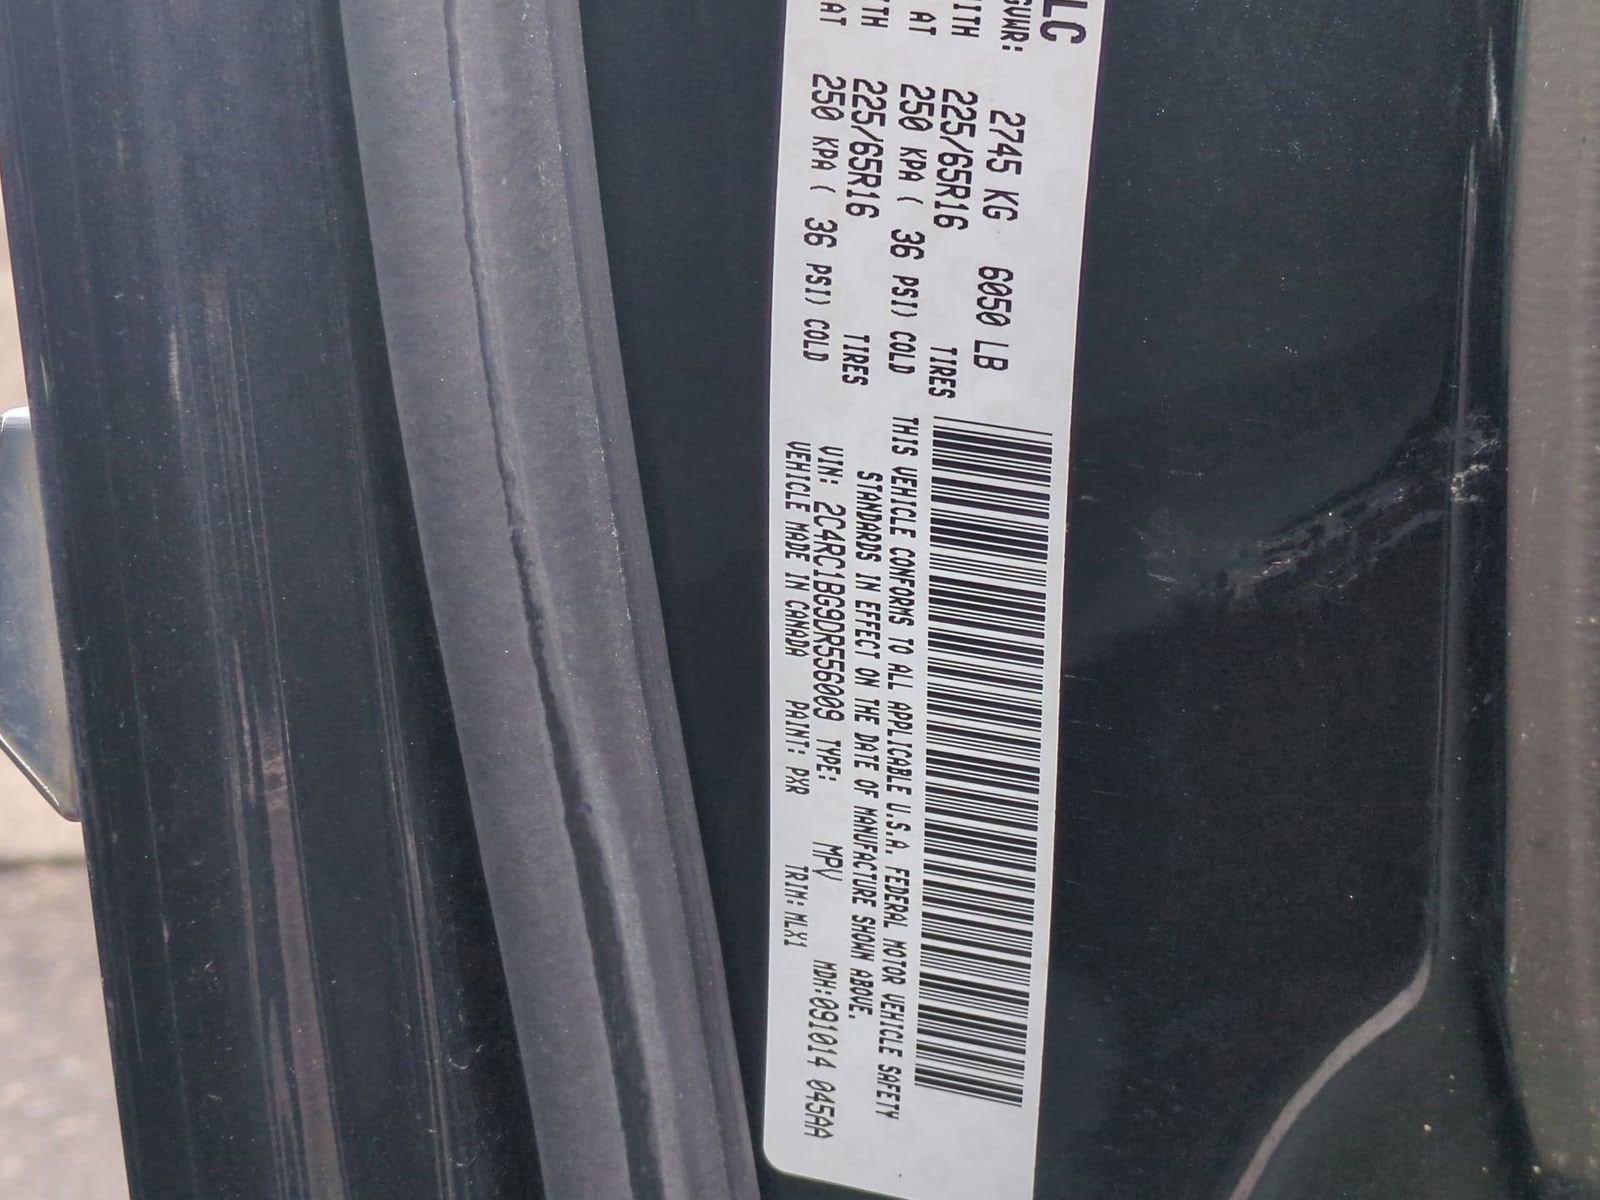 LLC
GVWR: 2745 KG 6050 LB
WITH 225/65R16 TIRES
AT 250 KPA ( 36 PSI) COLD
WITH 225/65R16 TIRES
AT 250 KPA ( 36 PSI) COLD
THIS VEHICLE CONFORMS TO ALL APPLICABLE U.S.A. FEDERAL MOTOR VEHICLE SAFETY
STANDARDS IN EFFECT ON THE DATE OF MANUFACTURE SHOWN ABOVE.
VIN: 2C4RC1BG9DR556009 TYPE: MPV MDH:091014 045AA
VEHICLE MADE IN CANADA PAINT: PXR TRIM: MLX1